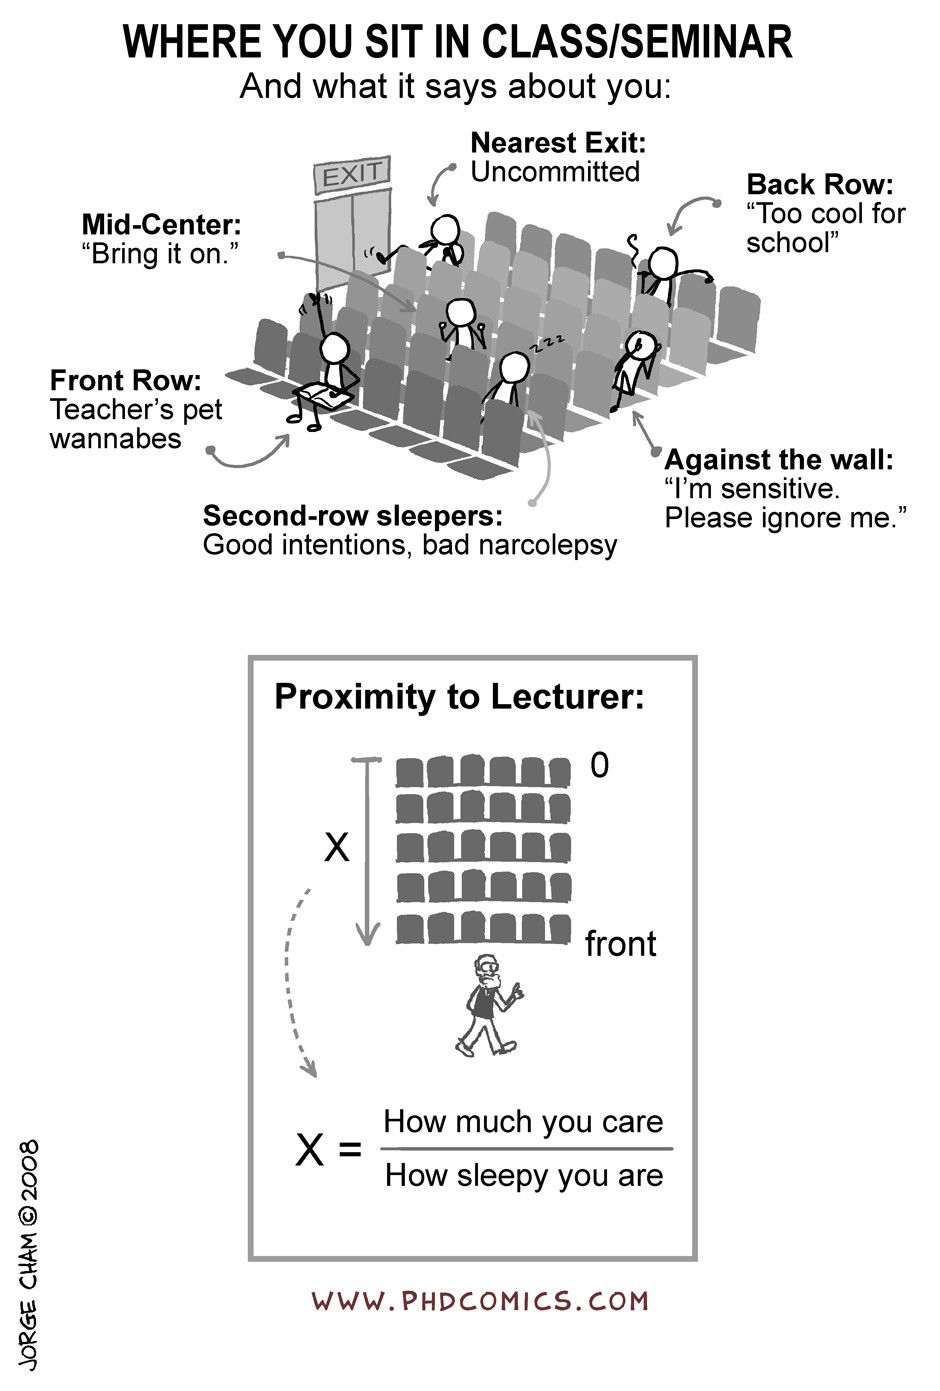 WHERE YOU SIT IN CLASS/SEMINAR
And what it says about you:
Nearest Exit:
Uncommitted
EXIT
Back Row:
“Too cool for
school”
Mid-Center:
“Bring it on.”
zzz
Front Row:
Teacher’s pet
wannabes
Against the wall:
“I’m sensitive.
Please ignore me.”
Second-row sleepers:
Good intentions, bad narcolepsy
Proximity to Lecturer:
0
X
front
X = How much you care
How sleepy you are
JORGE CHAM © 2008
WWW.PHDCOMICS.COM